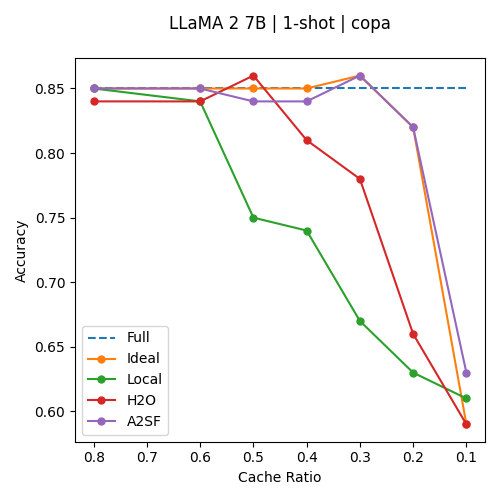 LLaMA 2 7B | 1-shot | copa
0.85
0.80
0.75
0.70
0.65
0.60
Accuracy
Full
Ideal
Local
H2O
A2SF
0.8 0.7 0.6 0.5 0.4 0.3 0.2 0.1
Cache Ratio